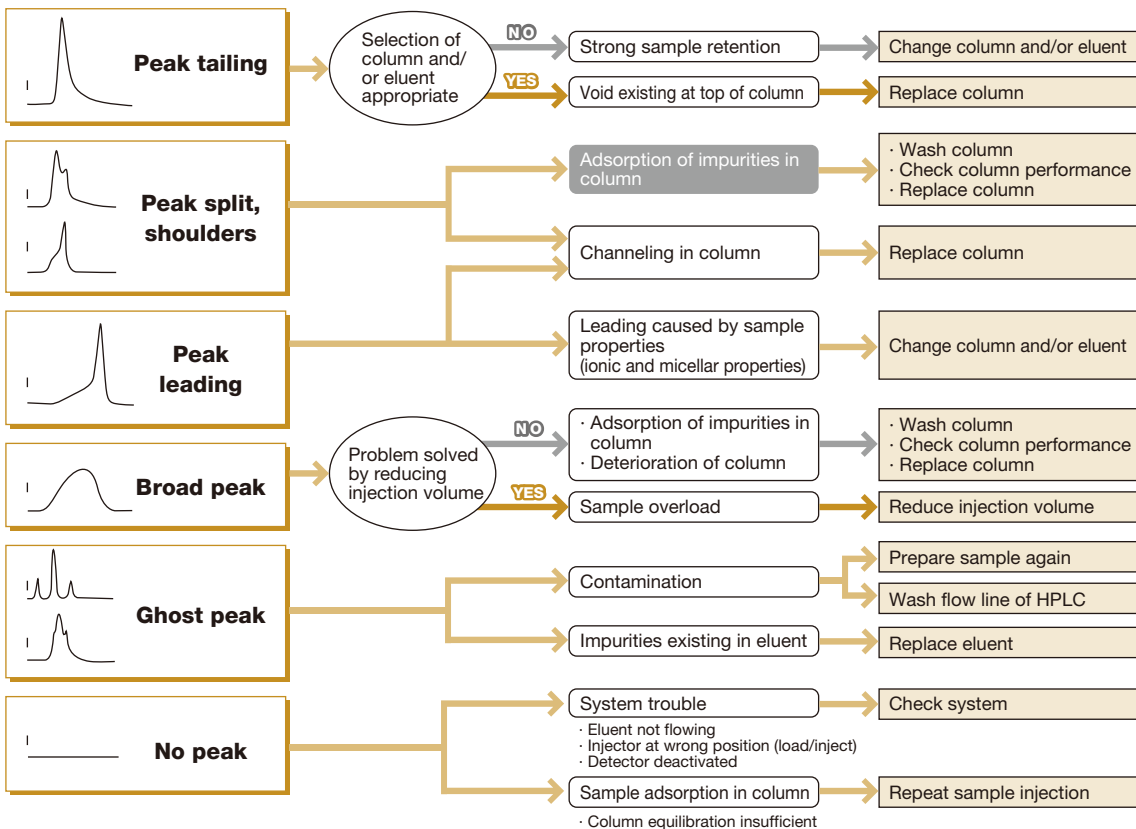 Peak tailing
Selection of
column and/
or eluent
appropriate
NO
Strong sample retention
Change column and/or eluent
YES
Void existing at top of column
Replace column
Peak split,
shoulders
Adsorption of impurities in
column
· Wash column
· Check column performance
· Replace column
Channeling in column
Replace column
Peak
leading
Leading caused by sample
properties
(ionic and micellar properties)
Change column and/or eluent
Broad peak
Problem solved
by reducing
injection volume
NO
· Adsorption of impurities in
column
· Deterioration of column
· Wash column
· Check column performance
· Replace column
YES
Sample overload
Reduce injection volume
Ghost peak
Contamination
Prepare sample again
Wash flow line of HPLC
Impurities existing in eluent
Replace eluent
No peak
System trouble
· Eluent not flowing
· Injector at wrong position (load/inject)
· Detector deactivated
Check system
Sample adsorption in column
· Column equilibration insufficient
Repeat sample injection